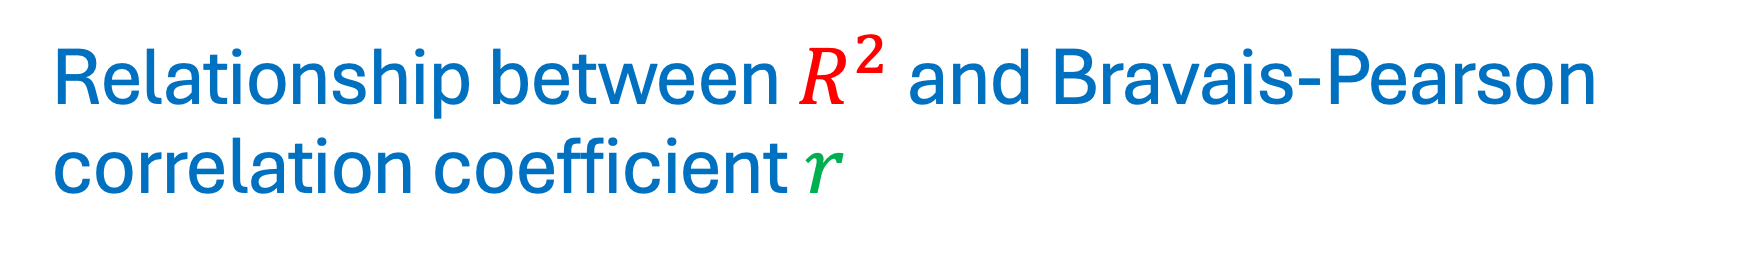 Relationship between R² and Bravais-Pearson
correlation coefficient r